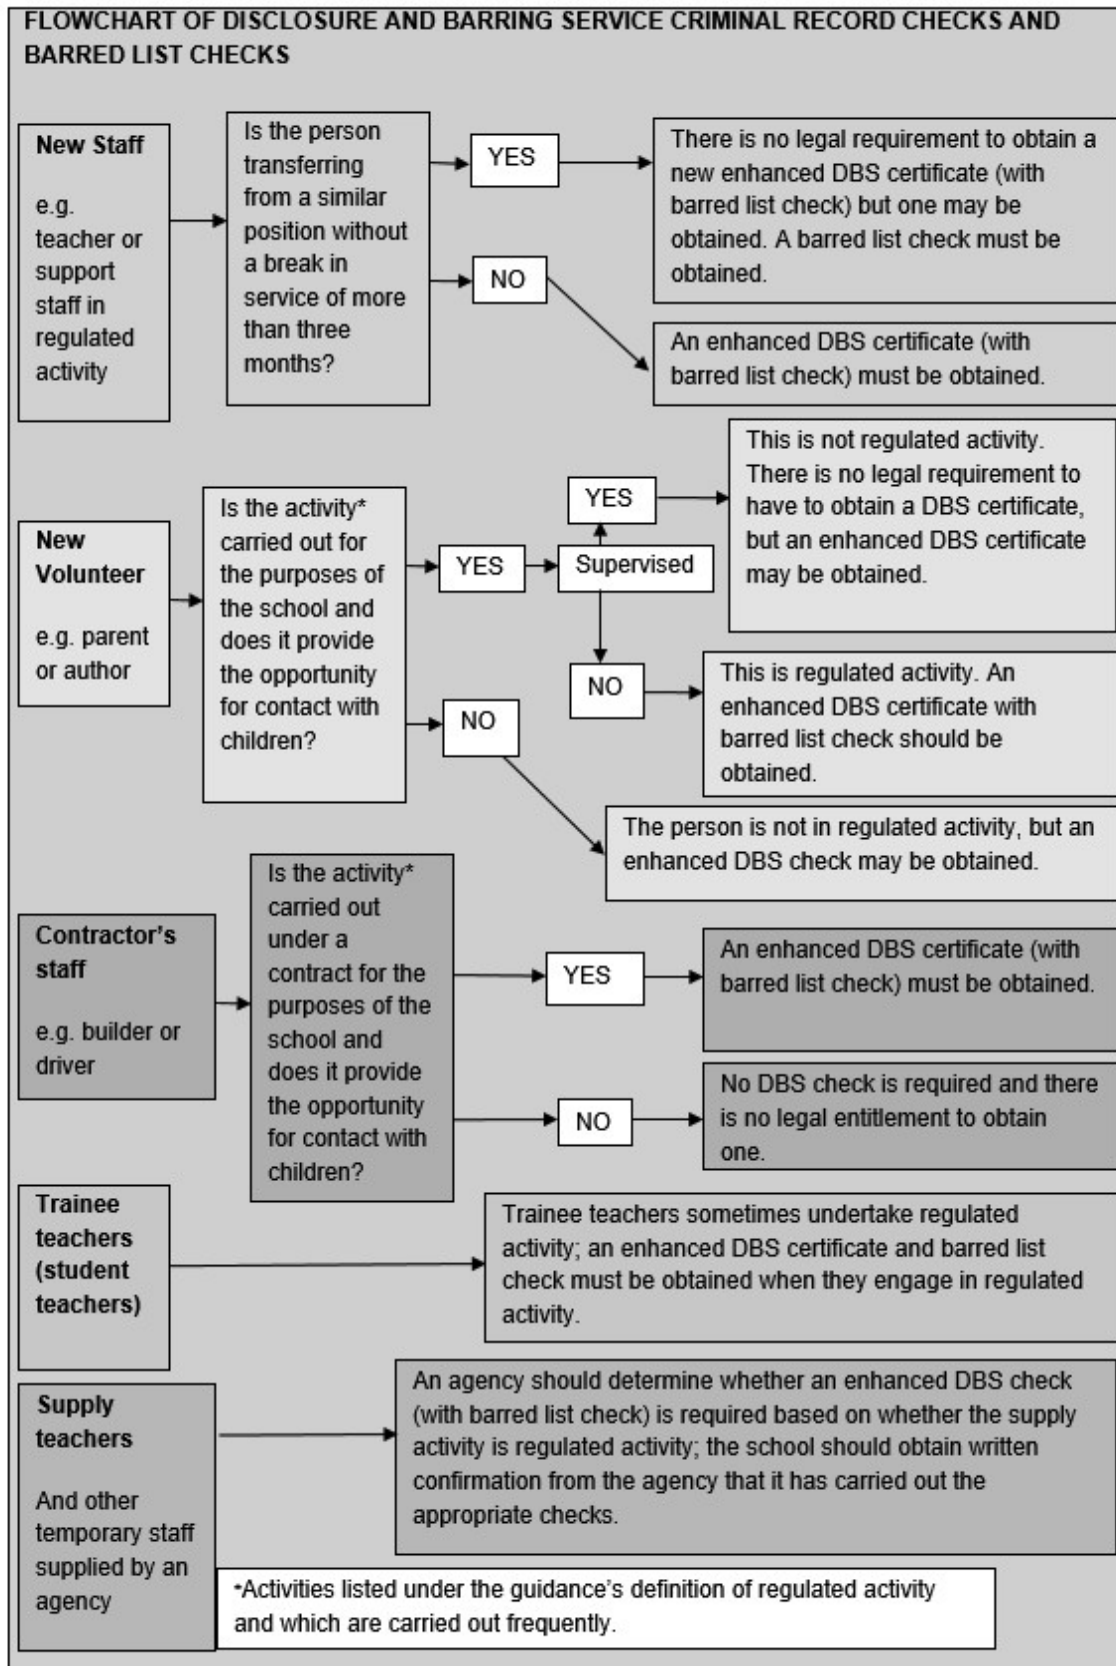 FLOWCHART OF DISCLOSURE AND BARRING SERVICE CRIMINAL RECORD CHECKS AND
BARRED LIST CHECKS
New Staff
e.g.
teacher or
support
staff in
regulated
activity
Is the person
transferring
from a similar
position without
a break in
service of more
than three
months?
YES
There is no legal requirement to obtain a
new enhanced DBS certificate (with
barred list check) but one may be
obtained. A barred list check must be
obtained.
NO
An enhanced DBS certificate (with
barred list check) must be obtained.
New
Volunteer
e.g. parent
or author
Is the activity*
carried out for
the purposes of
the school and
does it provide
the opportunity
for contact with
children?
YES
Supervised
YES
This is not regulated activity.
There is no legal requirement to
have to obtain a DBS certificate,
but an enhanced DBS certificate
may be obtained.
NO
This is regulated activity. An
enhanced DBS certificate with
barred list check should be
obtained.
NO
The person is not in regulated activity, but an
enhanced DBS check may be obtained.
Contractor's
staff
e.g. builder or
driver
Is the activity*
carried out
under a
contract for the
purposes of the
school and
does it provide
the opportunity
for contact with
children?
YES
An enhanced DBS certificate (with
barred list check) must be obtained.
NO
No DBS check is required and there
is no legal entitlement to obtain
one.
Trainee
teachers
(student
teachers)
Trainee teachers sometimes undertake regulated
activity; an enhanced DBS certificate and barred list
check must be obtained when they engage in regulated
activity.
Supply
teachers
And other
temporary staff
supplied by an
agency
An agency should determine whether an enhanced DBS check
(with barred list check) is required based on whether the supply
activity is regulated activity; the school should obtain written
confirmation from the agency that it has carried out the
appropriate checks.
*Activities listed under the guidance's definition of regulated activity
and which are carried out frequently.